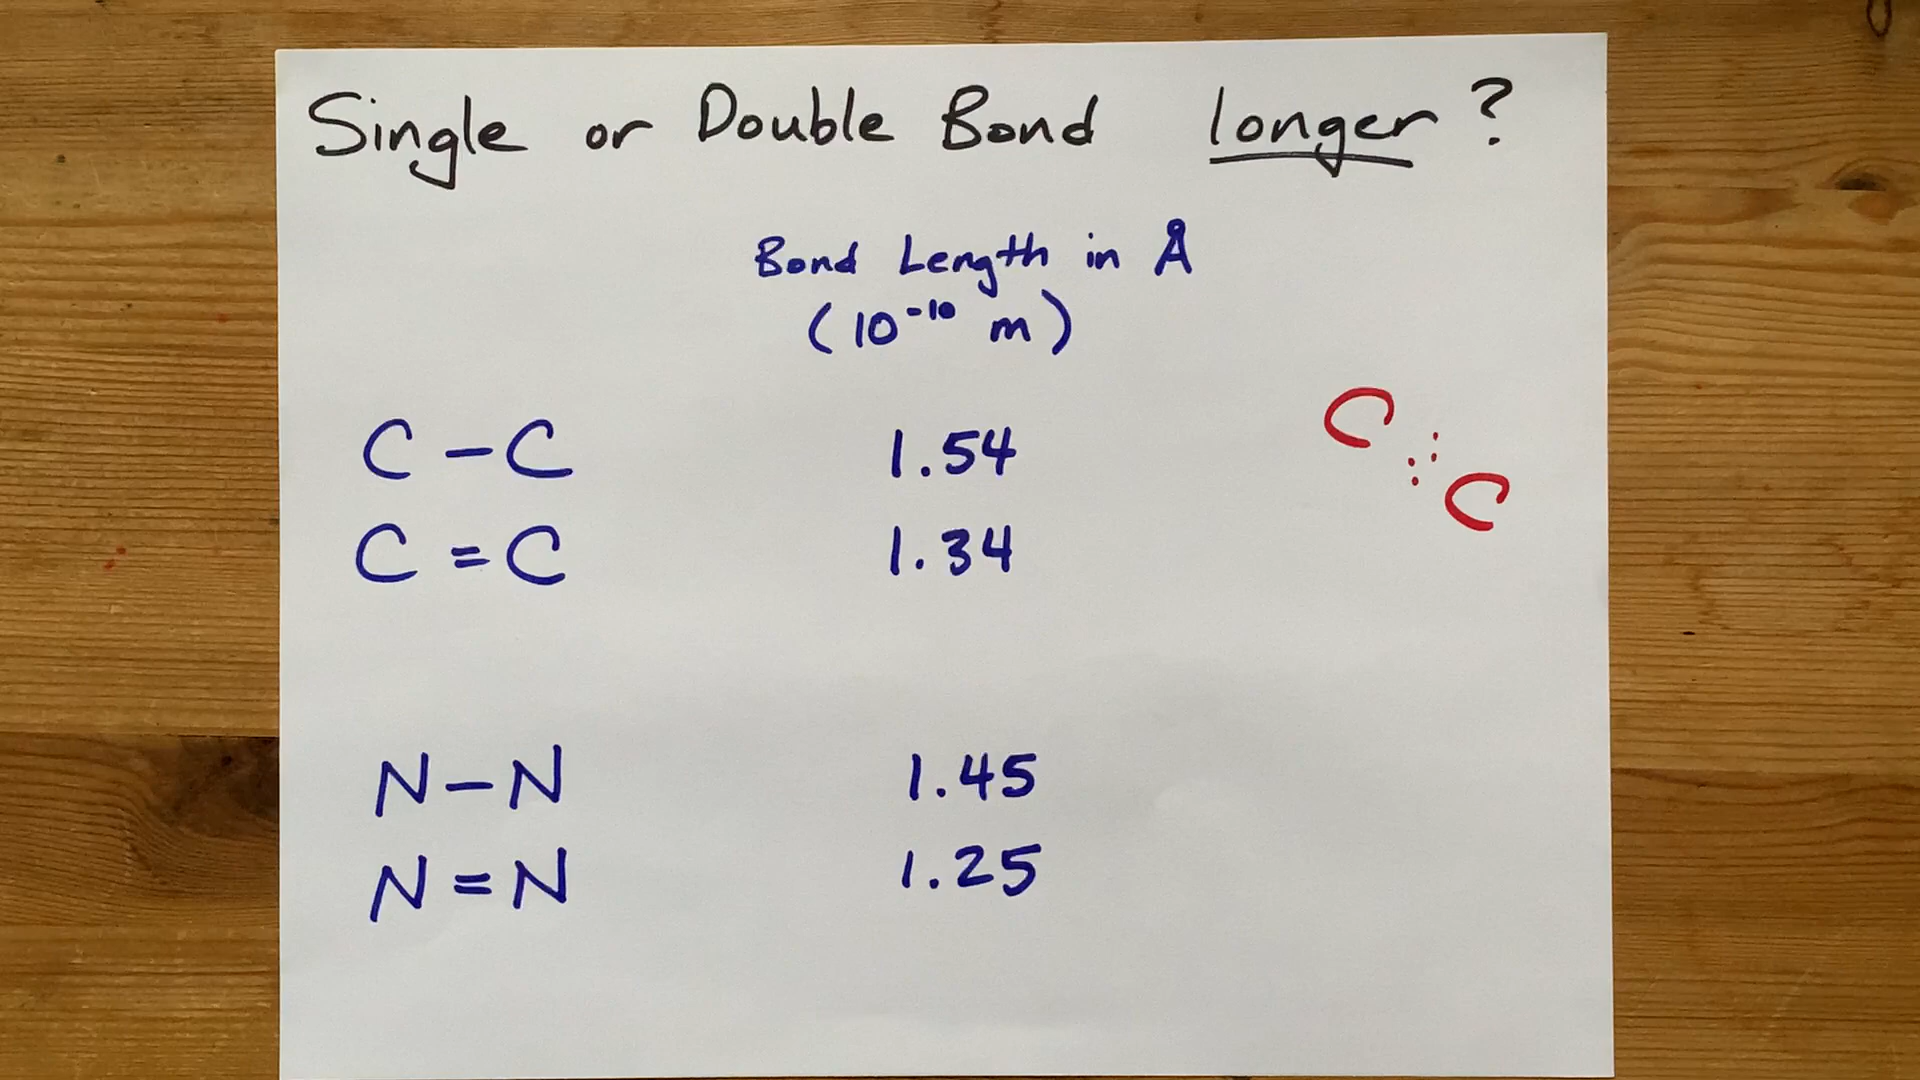 Single or Double Bond longer?
Bond Length in Å
(10⁻¹⁰ m)
C – C 1.54
C = C 1.34
C :: C
N – N 1.45
N = N 1.25